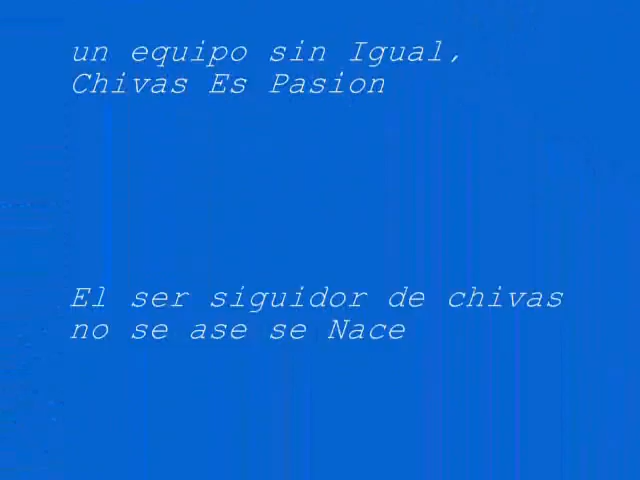 un equipo sin Igual,
Chivas Es Pasion
El ser siguidor de chivas
no se ase se Nace